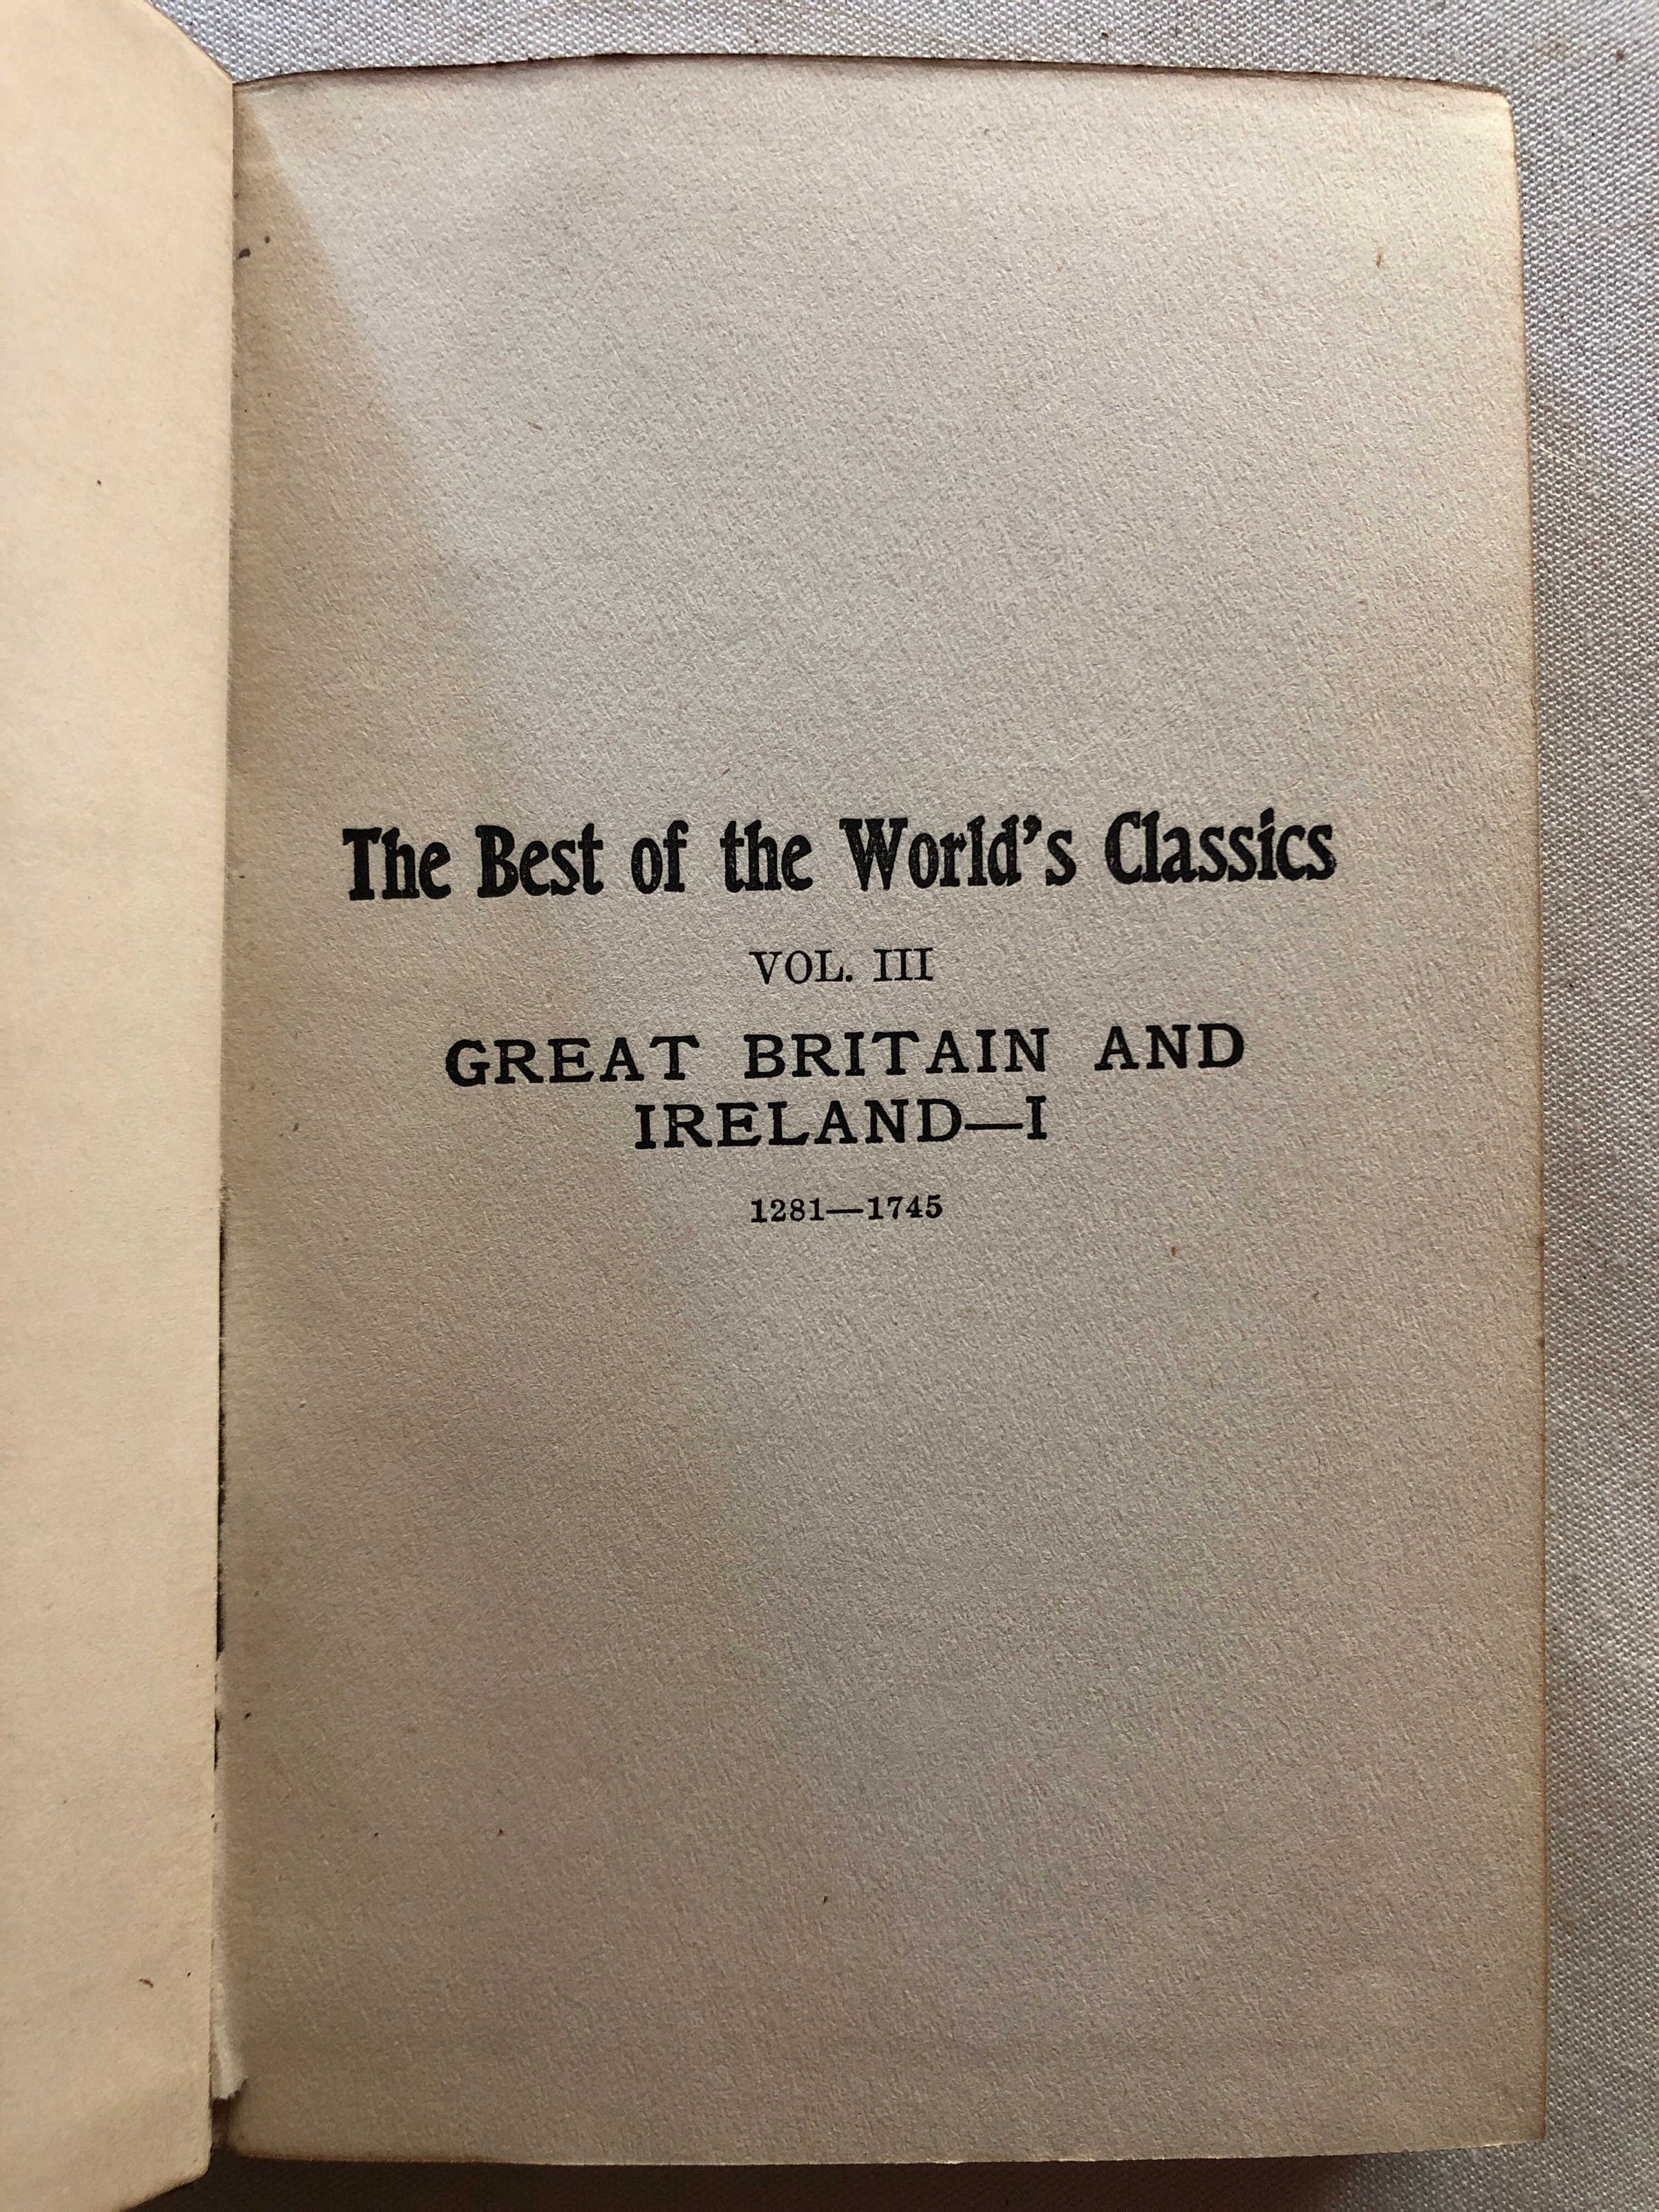 The Best of the World's Classics
VOL. III
GREAT BRITAIN AND
IRELAND—I
1281—1745